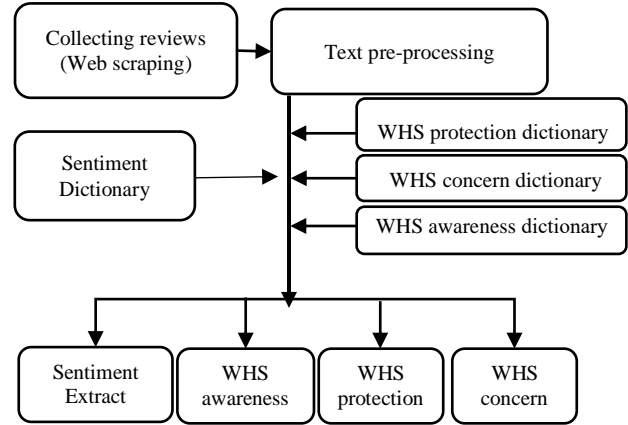 Collecting reviews
(Web scraping)
Text pre-processing
WHS protection dictionary
Sentiment
Dictionary
WHS concern dictionary
WHS awareness dictionary
Sentiment
Extract
WHS
awareness
WHS
protection
WHS
concern